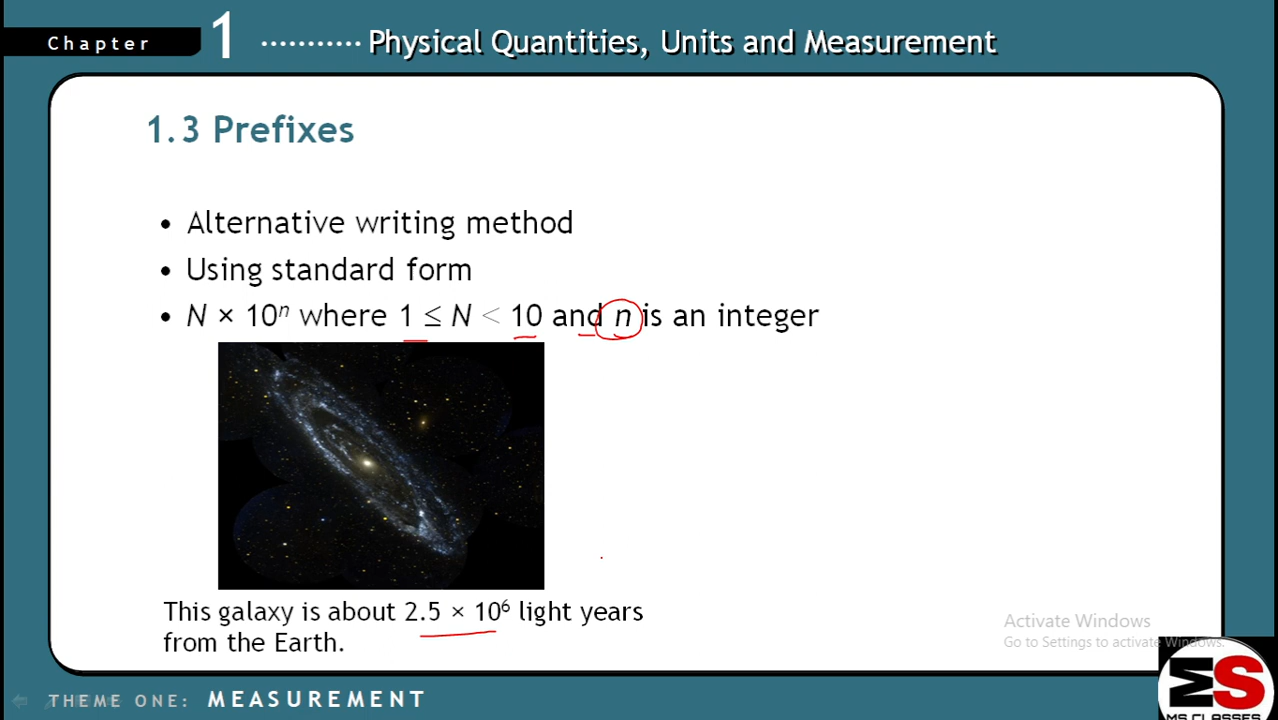 Chapter 1 ........... Physical Quantities, Units and Measurement
1.3 Prefixes
• Alternative writing method
• Using standard form
• N × 10ⁿ where 1 ≤ N < 10 and n is an integer
This galaxy is about 2.5 × 10⁶ light years
from the Earth.
Activate Windows
Go to Settings to activate Windows.
THEME ONE: MEASUREMENT
MS
MS CLASSES